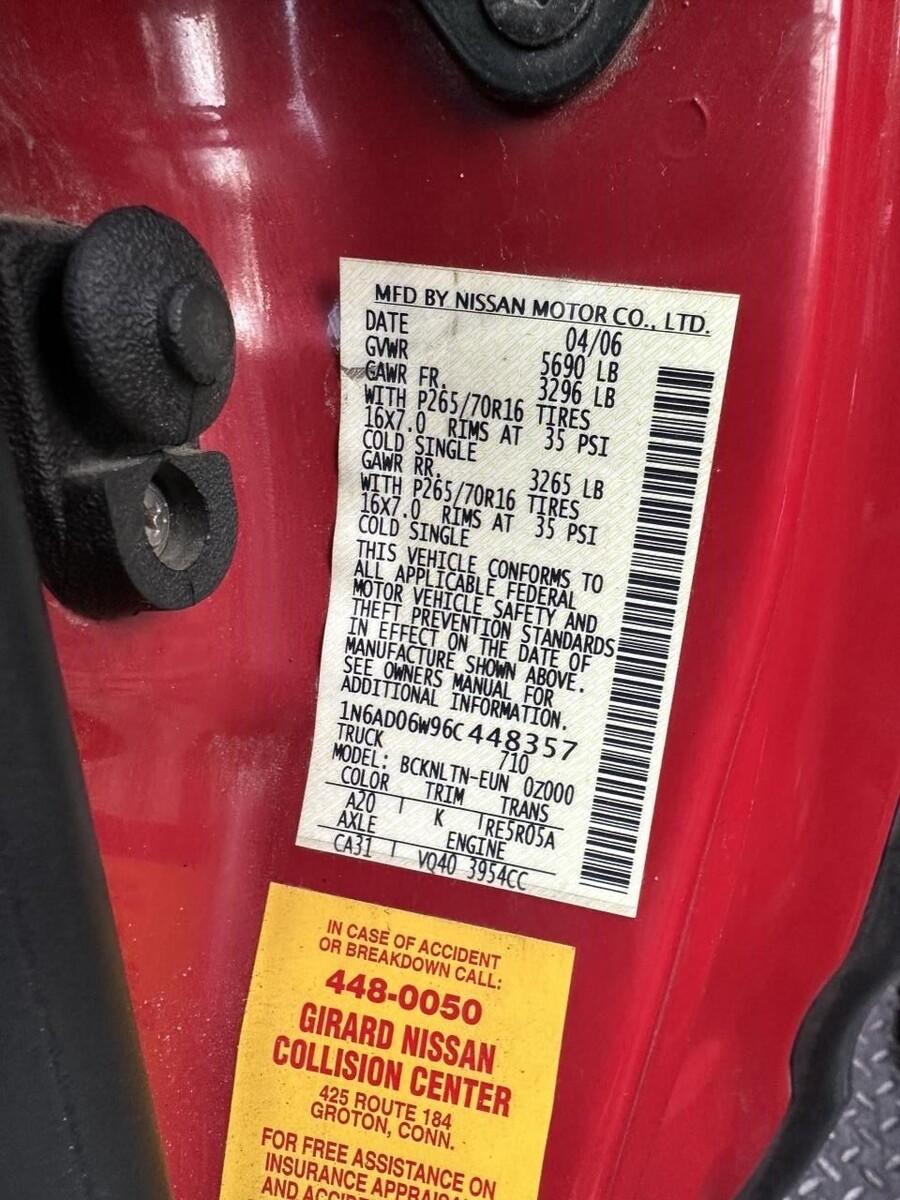 MFD BY NISSAN MOTOR CO., LTD.
DATE 04/06
GVWR 5690 LB
GAWR FR. 3296 LB
WITH P265/70R16 TIRES
16X7.0 RIMS AT 35 PSI
COLD SINGLE
GAWR RR. 3265 LB
WITH P265/70R16 TIRES
16X7.0 RIMS AT 35 PSI
COLD SINGLE
THIS VEHICLE CONFORMS TO
ALL APPLICABLE FEDERAL
MOTOR VEHICLE SAFETY AND
THEFT PREVENTION STANDARDS
IN EFFECT ON THE DATE OF
MANUFACTURE SHOWN ABOVE.
SEE OWNERS MANUAL FOR
ADDITIONAL INFORMATION.
1N6AD06W96C448357
TRUCK 710
MODEL: BCKNLTN-EUN 0Z000
COLOR TRIM TRANS
A20 K RE5R05A
AXLE ENGINE
CA31 VQ40 3954CC
IN CASE OF ACCIDENT
OR BREAKDOWN CALL:
448-0050
GIRARD NISSAN
COLLISION CENTER
425 ROUTE 184
GROTON, CONN.
FOR FREE ASSISTANCE ON
INSURANCE APPRAISA
AND ACCIDE